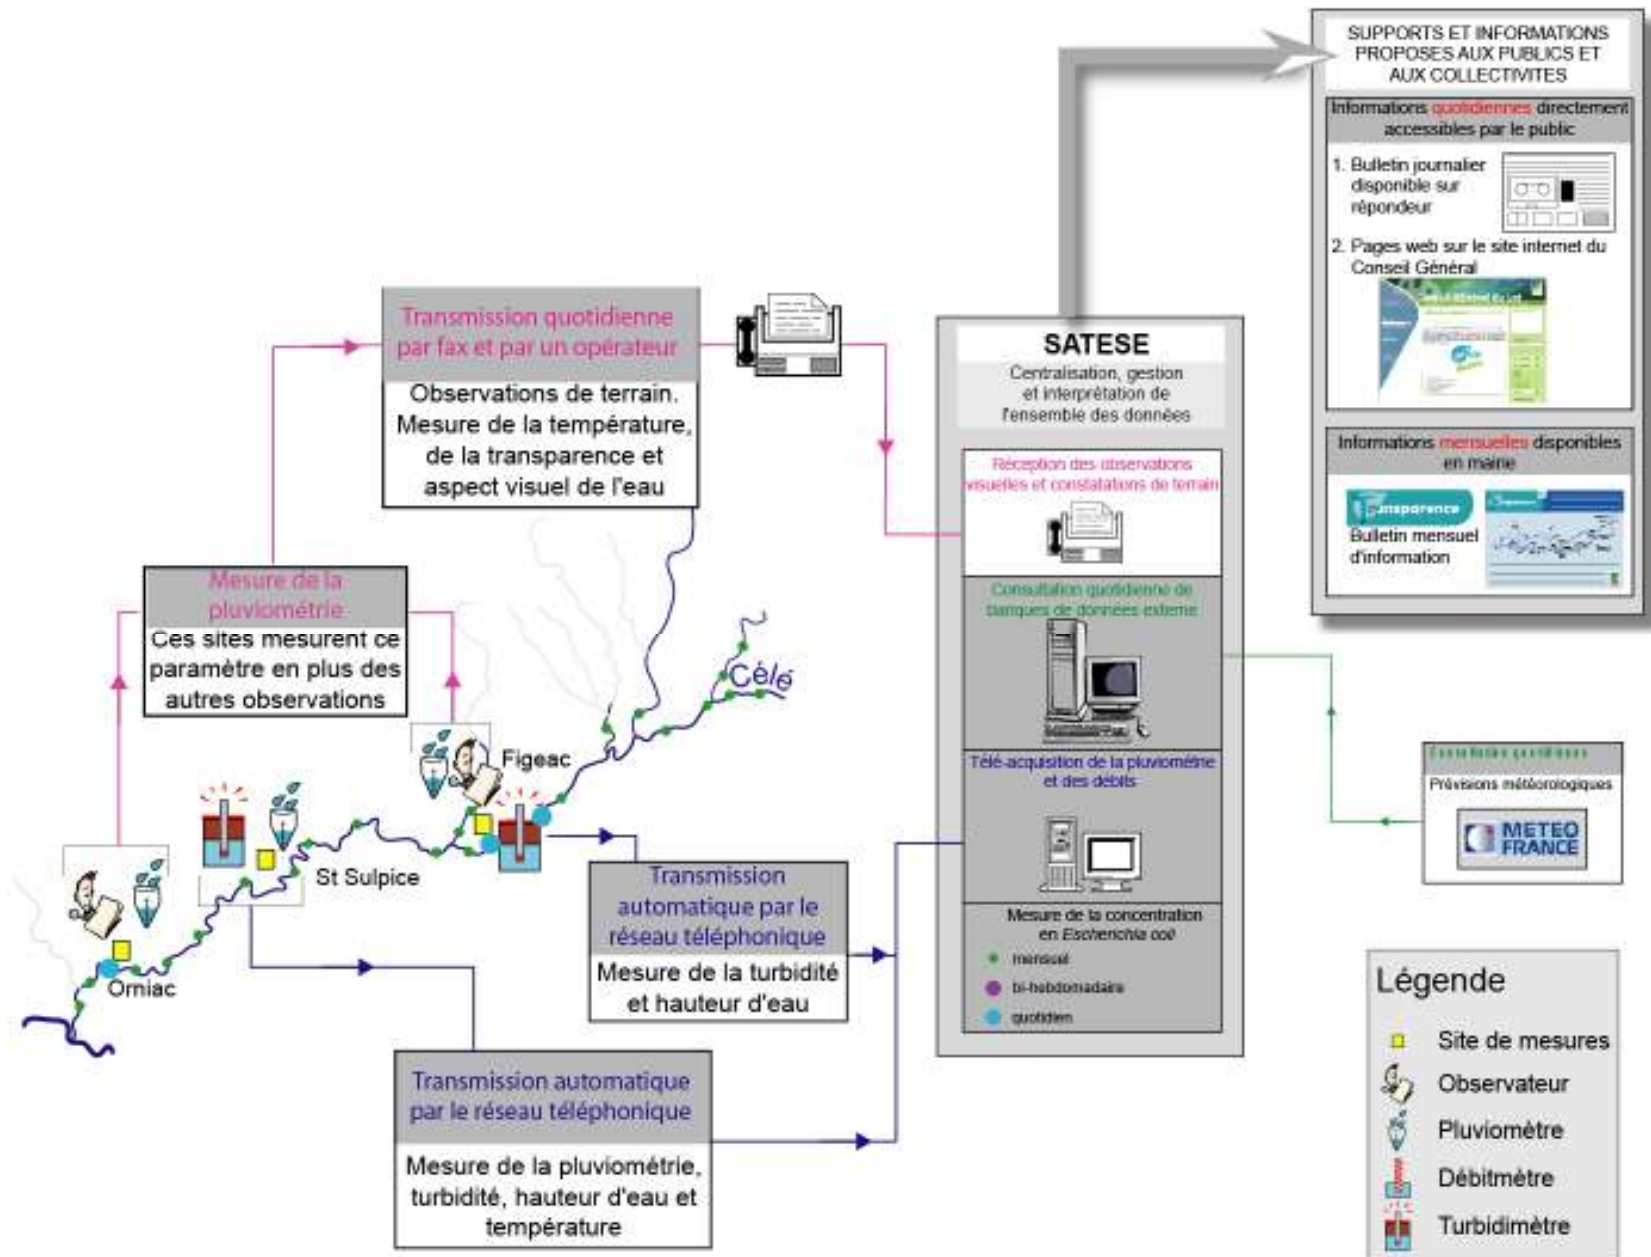 SUPPORTS ET INFORMATIONS
PROPOSES AUX PUBLICS ET
AUX COLLECTIVITES
Informations quotidiennes directement
accessibles par le public
1. Bulletin journalier
disponible sur
répondeur
2. Pages web sur le site internet du
Conseil Général
Informations mensuelles disponibles
en mairie
Transparence
Bulletin mensuel
d'information
Transmission quotidienne
par fax et par un opérateur
Observations de terrain.
Mesure de la température,
de la transparence et
aspect visuel de l'eau
SATESE
Centralisation, gestion
et interprétation de
l'ensemble des données
Réception des observations
visuelles et constatations de terrain
Consultation quotidienne de
banques de données externe
Télé-acquisition de la pluviométrie
et des débits
Mesure de la concentration
en Escherichia coli
mensuel
bi-hebdomadaire
quotidien
Mesure de la
pluviométrie
Ces sites mesurent ce
paramètre en plus des
autres observations
Célé
Figeac
St Sulpice
Orniac
Transmission
automatique par le
réseau téléphonique
Mesure de la turbidité
et hauteur d'eau
Transmission automatique
par le réseau téléphonique
Mesure de la pluviométrie,
turbidité, hauteur d'eau et
température
Consultation quotidienne
Prévisions météorologiques
METEO
FRANCE
Légende
Site de mesures
Observateur
Pluviomètre
Débitmètre
Turbidimètre